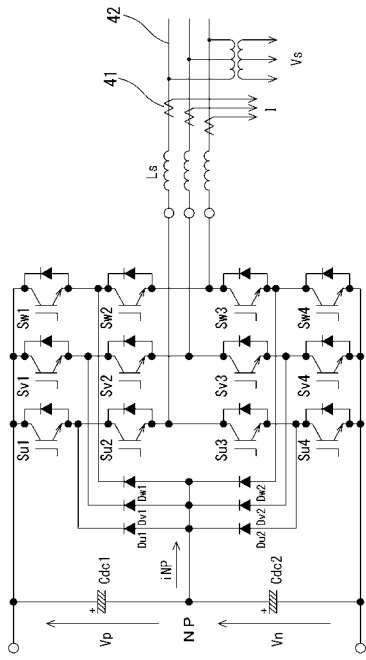 42
41
Vs
I
Ls
Sw1
Sw2
Sw3
Sw4
Sv1
Sv2
Sv3
Sv4
Su1
Su2
Su3
Su4
Dw1
Dw2
Dv1
Dv2
Du1
Du2
iNP
+ Cdc1
+ Cdc2
Vp
NP
Vn